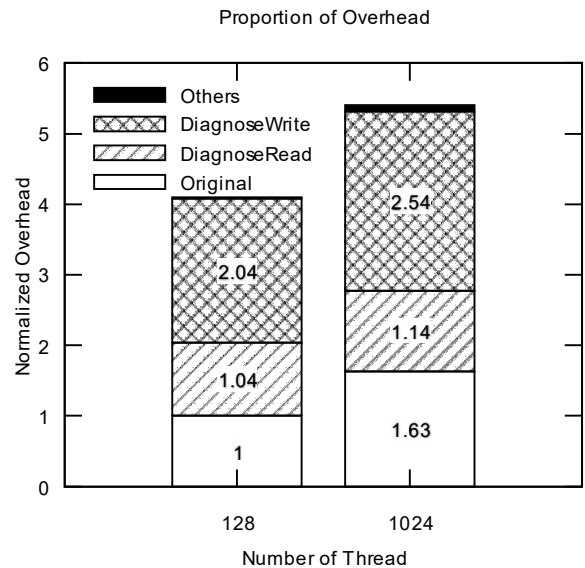 Proportion of Overhead
6
5
4
3
2
1
0
Normalized Overhead
Others
DiagnoseWrite
DiagnoseRead
Original
2.04
1.04
1
2.54
1.14
1.63
128
1024
Number of Thread